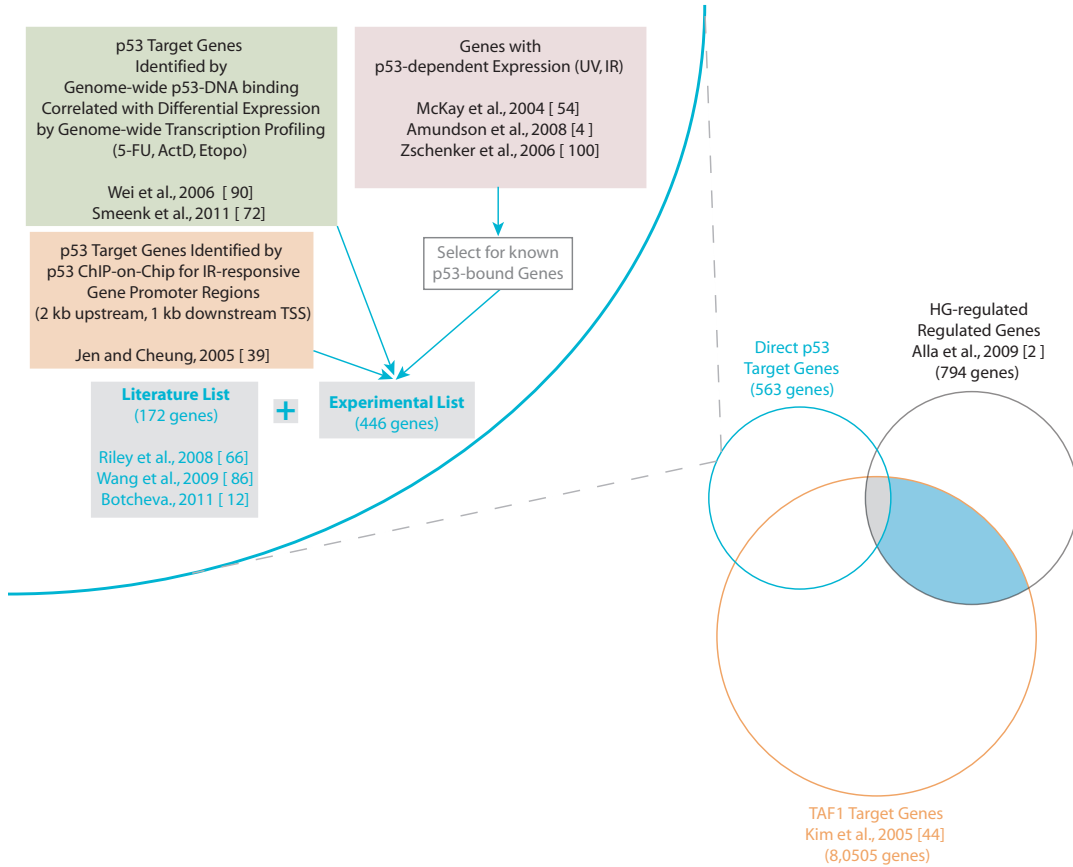 p53 Target Genes
Identified by
Genome-wide p53-DNA binding
Correlated with Differential Expression
by Genome-wide Transcription Profiling
(5-FU, ActD, Etopo)
Wei et al., 2006 [ 90]
Smeenk et al., 2011 [ 72]
Genes with
p53-dependent Expression (UV, IR)
McKay et al., 2004 [ 54]
Amundson et al., 2008 [4 ]
Zschenker et al., 2006 [ 100]
p53 Target Genes Identified by
p53 ChIP-on-Chip for IR-responsive
Gene Promoter Regions
(2 kb upstream, 1 kb downstream TSS)
Jen and Cheung, 2005 [ 39]
Select for known
p53-bound Genes
Literature List
(172 genes)
Riley et al., 2008 [ 66]
Wang et al., 2009 [ 86]
Botcheva., 2011 [ 12]
+
Experimental List
(446 genes)
Direct p53
Target Genes
(563 genes)
HG-regulated
Regulated Genes
Alla et al., 2009 [2 ]
(794 genes)
TAF1 Target Genes
Kim et al., 2005 [44]
(8,0505 genes)